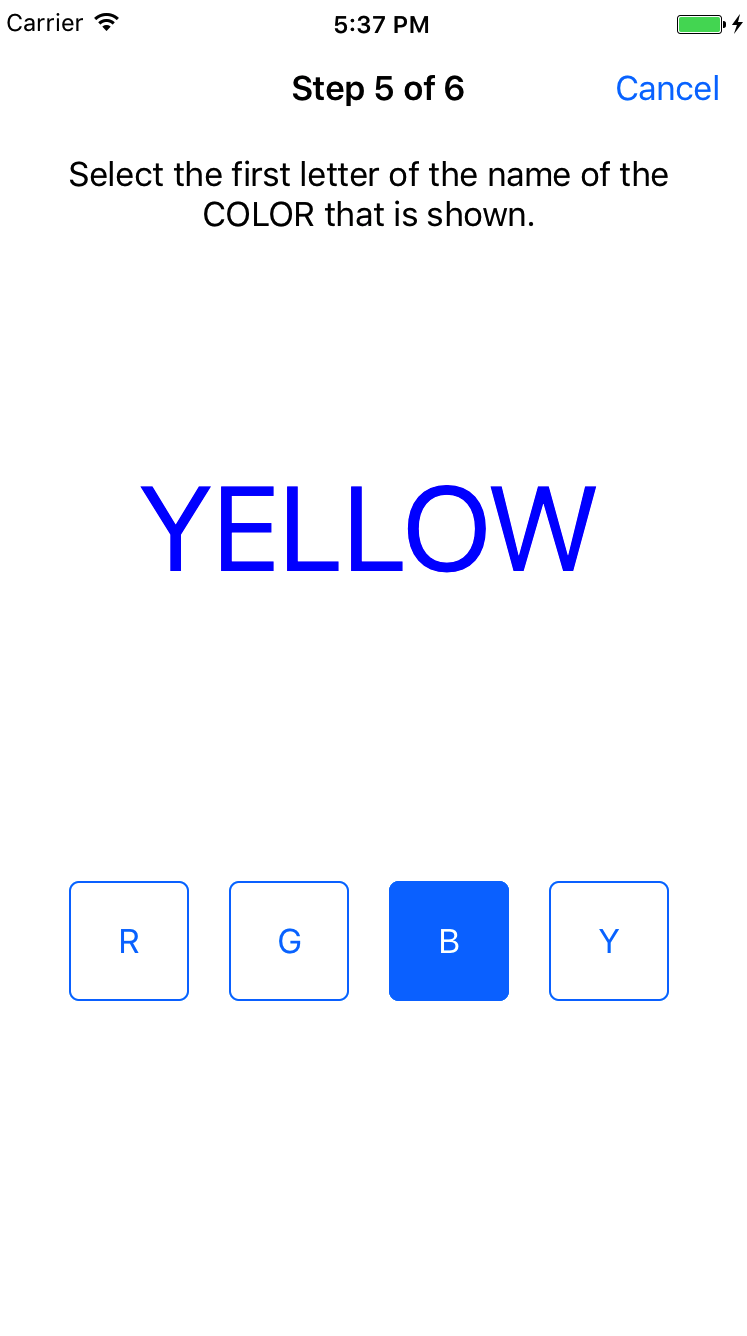 Carrier 5:37 PM
Step 5 of 6 Cancel
Select the first letter of the name of the
COLOR that is shown.
YELLOW
R G B Y